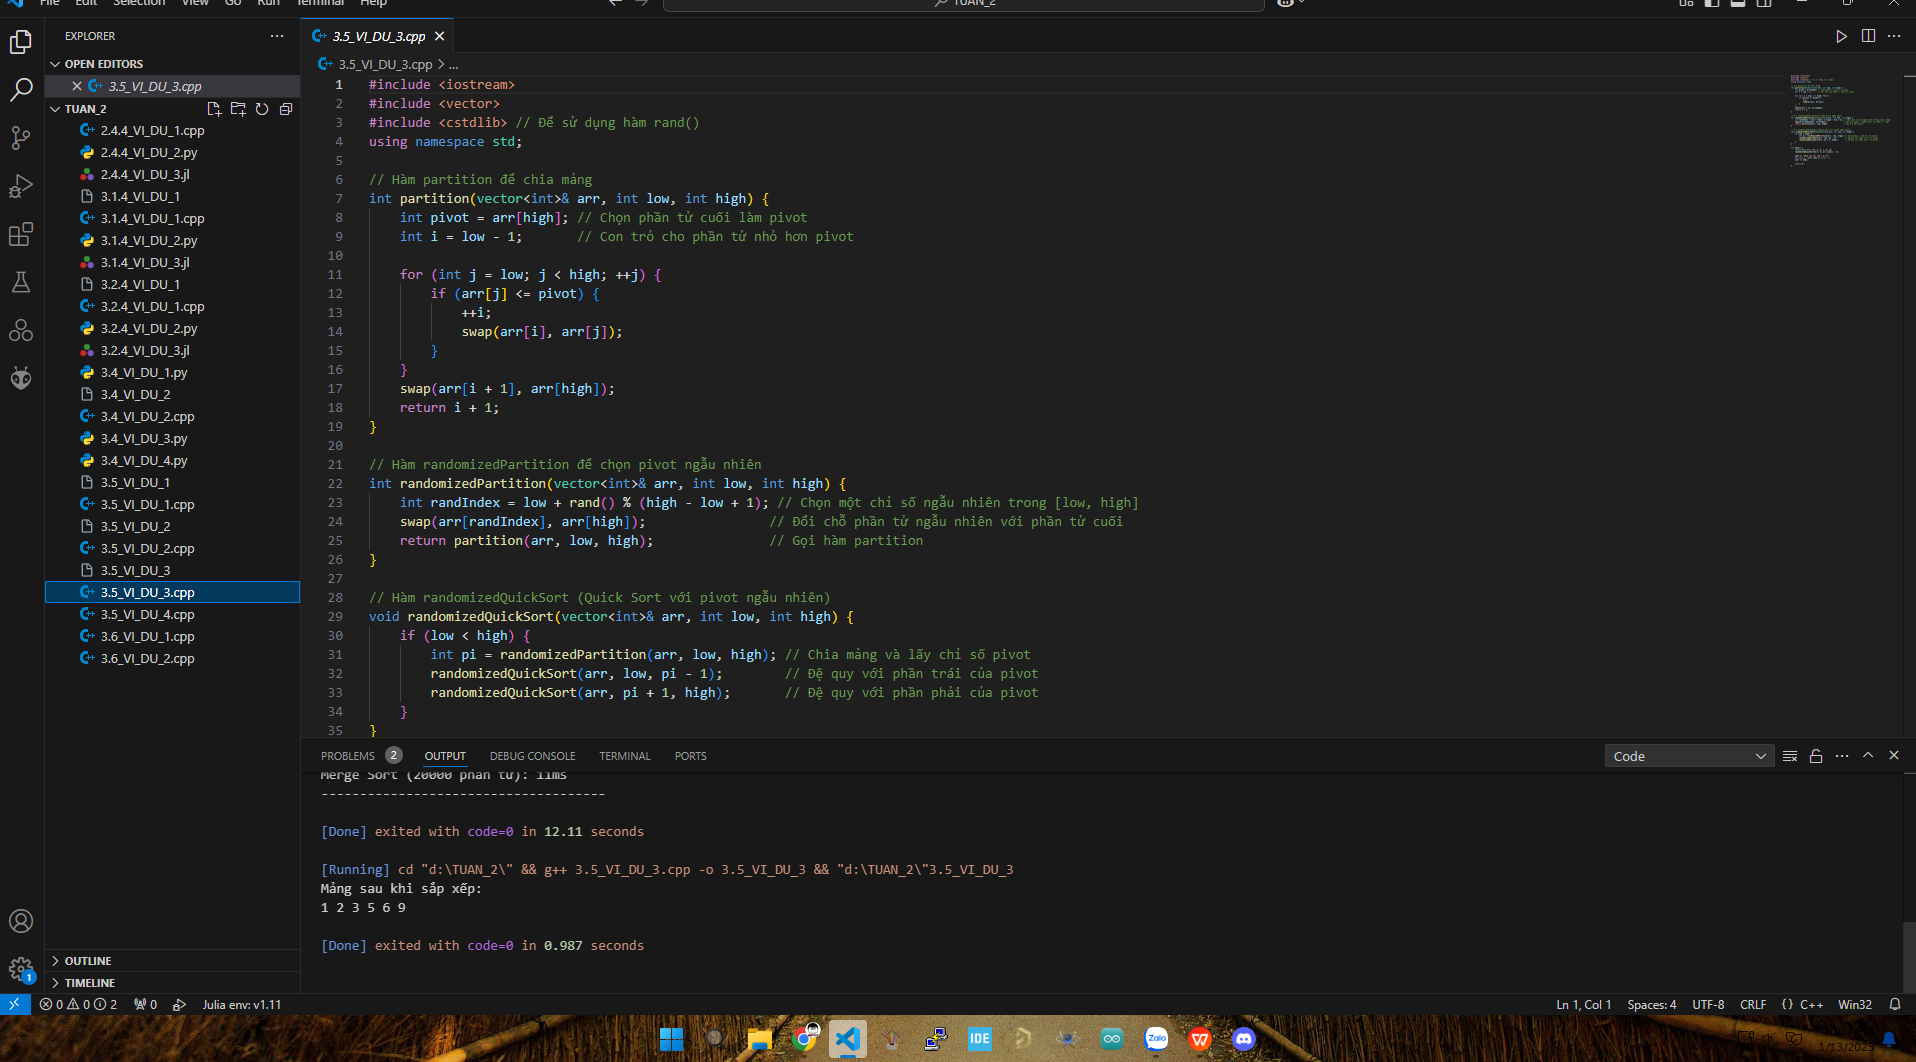 File Edit Selection View Go Run Terminal Help
TUAN_2
EXPLORER
OPEN EDITORS
3.5_VI_DU_3.cpp
TUAN_2
2.4.4_VI_DU_1.cpp
2.4.4_VI_DU_2.py
2.4.4_VI_DU_3.jl
3.1.4_VI_DU_1
3.1.4_VI_DU_1.cpp
3.1.4_VI_DU_2.py
3.1.4_VI_DU_3.jl
3.2.4_VI_DU_1
3.2.4_VI_DU_1.cpp
3.2.4_VI_DU_2.py
3.2.4_VI_DU_3.jl
3.4_VI_DU_1.py
3.4_VI_DU_2
3.4_VI_DU_2.cpp
3.4_VI_DU_3.py
3.4_VI_DU_4.py
3.5_VI_DU_1
3.5_VI_DU_1.cpp
3.5_VI_DU_2
3.5_VI_DU_2.cpp
3.5_VI_DU_3
3.5_VI_DU_3.cpp
3.5_VI_DU_4.cpp
3.6_VI_DU_1.cpp
3.6_VI_DU_2.cpp
OUTLINE
TIMELINE
3.5_VI_DU_3.cpp
3.5_VI_DU_3.cpp > ...
1 #include <iostream>
2 #include <vector>
3 #include <cstdlib> // Để sử dụng hàm rand()
4 using namespace std;
5
6 // Hàm partition để chia mảng
7 int partition(vector<int>& arr, int low, int high) {
8 int pivot = arr[high]; // Chọn phần tử cuối làm pivot
9 int i = low - 1; // Con trỏ cho phần tử nhỏ hơn pivot
10
11 for (int j = low; j < high; ++j) {
12 if (arr[j] <= pivot) {
13 ++i;
14 swap(arr[i], arr[j]);
15 }
16 }
17 swap(arr[i + 1], arr[high]);
18 return i + 1;
19 }
20
21 // Hàm randomizedPartition để chọn pivot ngẫu nhiên
22 int randomizedPartition(vector<int>& arr, int low, int high) {
23 int randIndex = low + rand() % (high - low + 1); // Chọn một chỉ số ngẫu nhiên trong [low, high]
24 swap(arr[randIndex], arr[high]); // Đổi chỗ phần tử ngẫu nhiên với phần tử cuối
25 return partition(arr, low, high); // Gọi hàm partition
26 }
27
28 // Hàm randomizedQuickSort (Quick Sort với pivot ngẫu nhiên)
29 void randomizedQuickSort(vector<int>& arr, int low, int high) {
30 if (low < high) {
31 int pi = randomizedPartition(arr, low, high); // Chia mảng và lấy chỉ số pivot
32 randomizedQuickSort(arr, low, pi - 1); // Đệ quy với phần trái của pivot
33 randomizedQuickSort(arr, pi + 1, high); // Đệ quy với phần phải của pivot
34 }
35 }
PROBLEMS 2 OUTPUT DEBUG CONSOLE TERMINAL PORTS
Code
Merge Sort (20000 phần tử): 11ms
-------------------------------------
[Done] exited with code=0 in 12.11 seconds
[Running] cd "d:\TUAN_2\" && g++ 3.5_VI_DU_3.cpp -o 3.5_VI_DU_3 && "d:\TUAN_2\"3.5_VI_DU_3
Mảng sau khi sắp xếp:
1 2 3 5 6 9
[Done] exited with code=0 in 0.987 seconds
1
0 0 2 0 Julia env: v1.11
Ln 1, Col 1 Spaces: 4 UTF-8 CRLF {} C++ Win32
IDE
Zalo